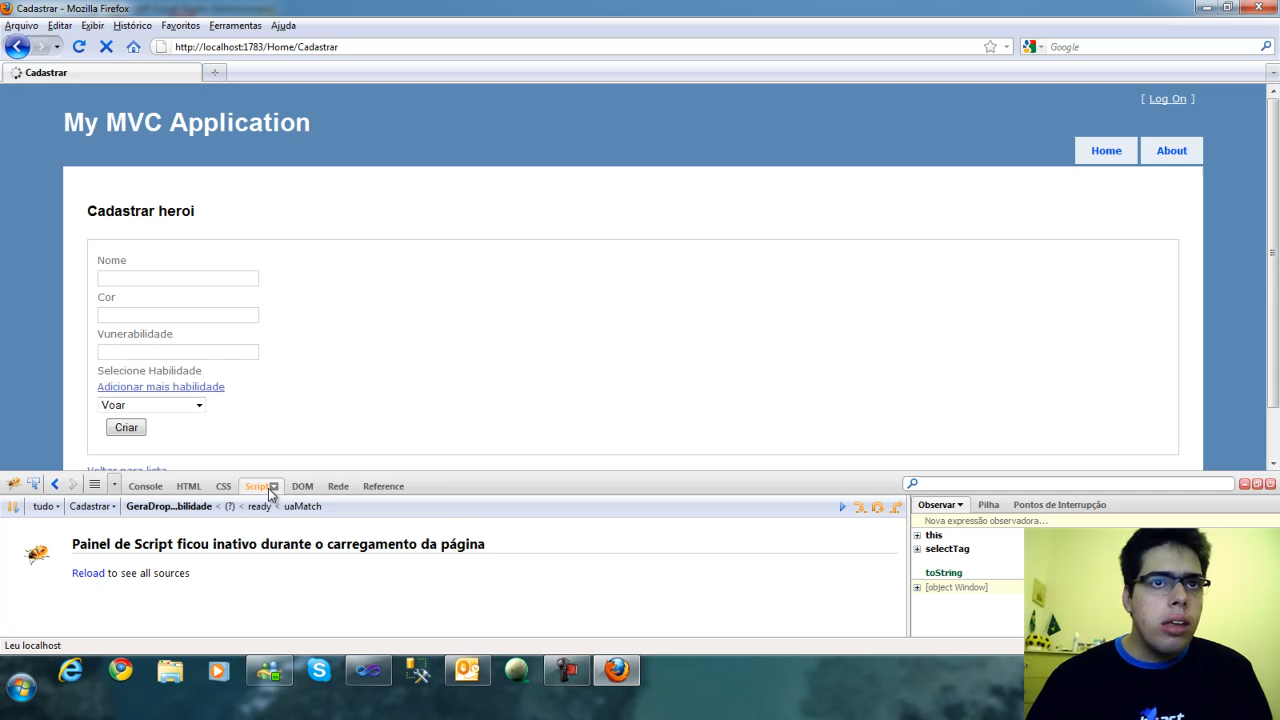 Cadastrar - Mozilla Firefox
Arquivo Editar Exibir Histórico Favoritos Ferramentas Ajuda
http://localhost:1783/Home/Cadastrar
Google
Cadastrar
[ Log On ]
My MVC Application
Home About
Cadastrar heroi
Nome
Cor
Vunerabilidade
Selecione Habilidade
Adicionar mais habilidade
Voar
Criar
Voltar para lista
Console HTML CSS Script DOM Rede Reference
tudo Cadastrar GeraDrop...bilidade < (?) < ready < uaMatch
Observar Pilha Pontos de Interrupção
Nova expressão observadora...
this
selectTag
toString
[object Window]
Painel de Script ficou inativo durante o carregamento da página
Reload to see all sources
Leu localhost